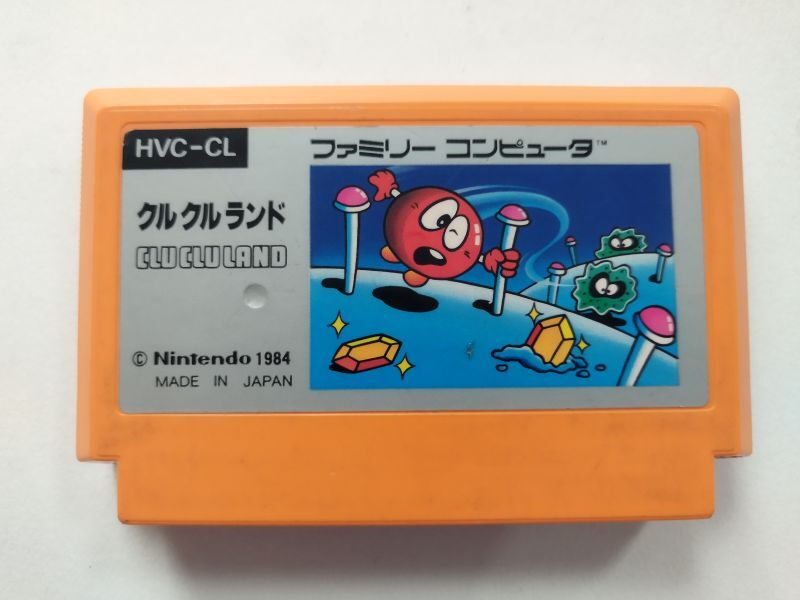 HVC-CL
ファミリー コンピュータ™
クルクルランド
CLU CLU LAND
© Nintendo 1984
MADE IN JAPAN